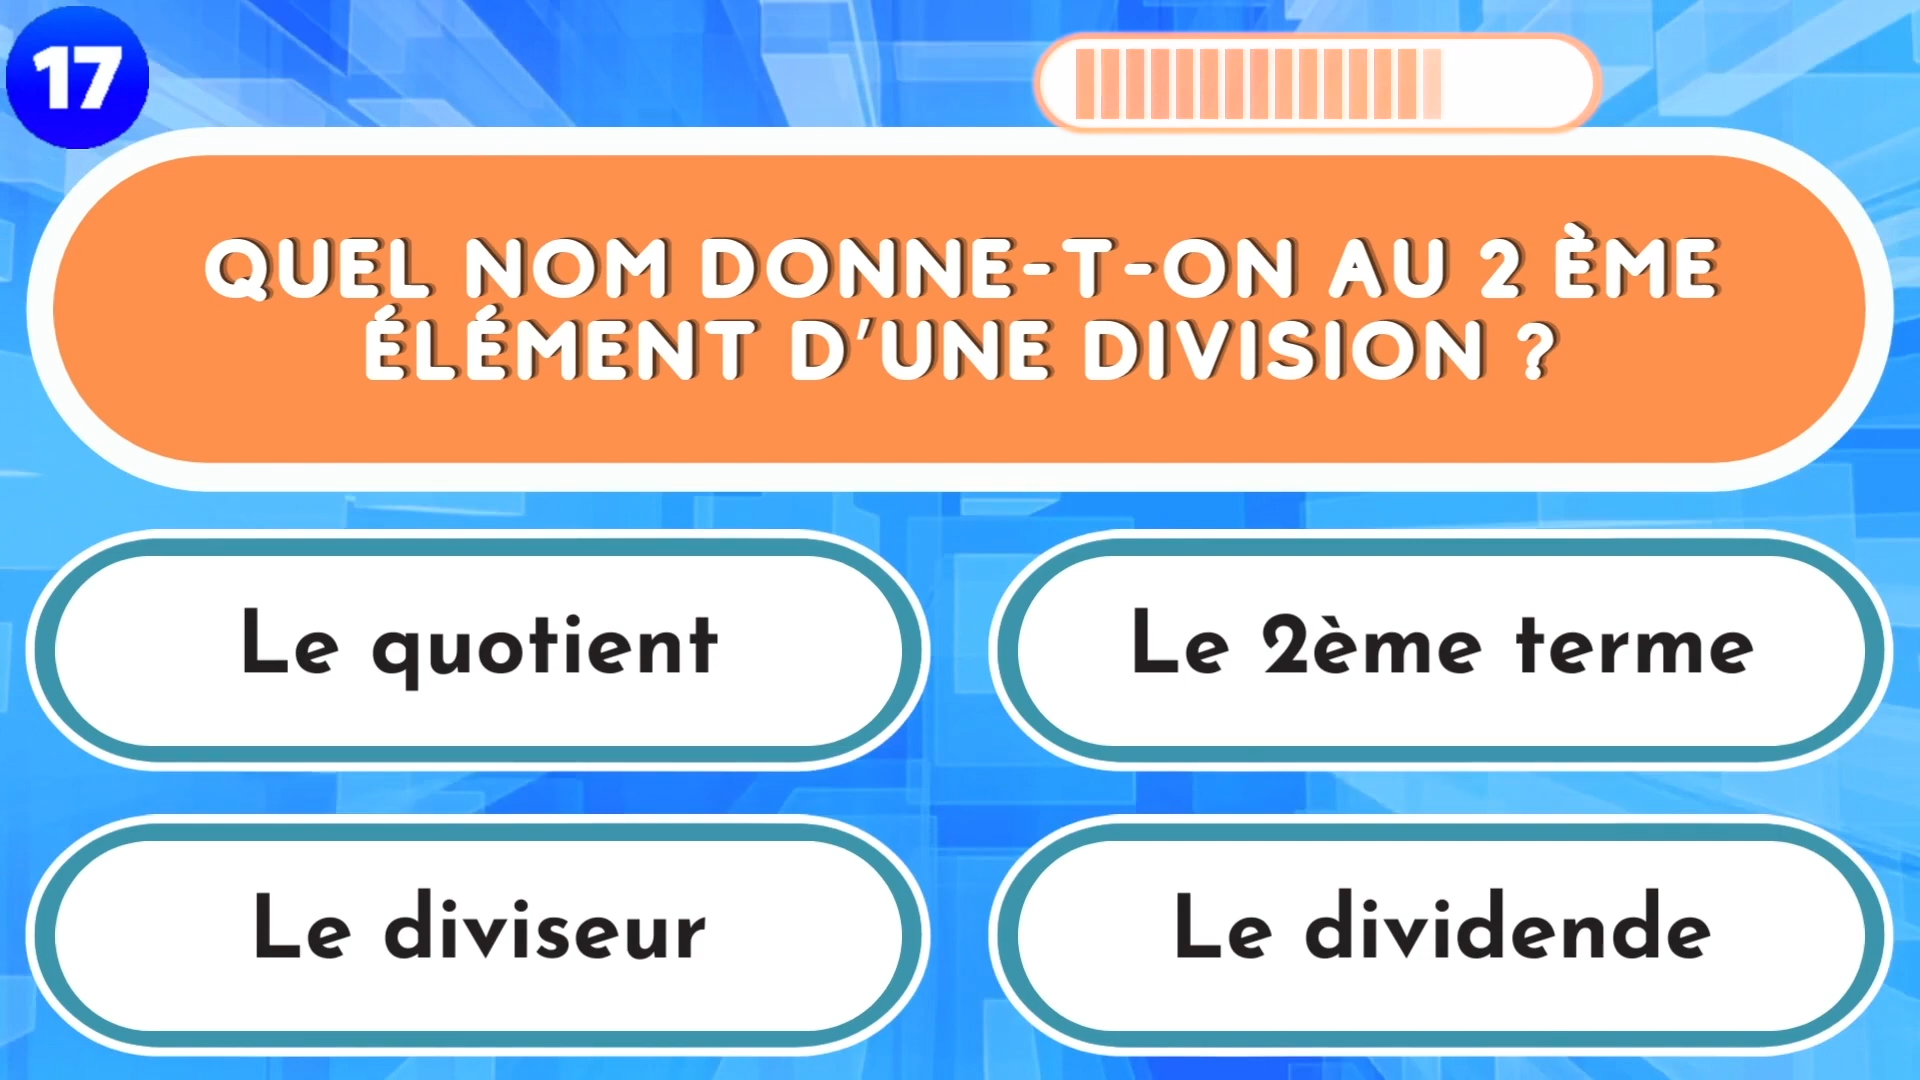 17
QUEL NOM DONNE-T-ON AU 2 ÈME
ÉLÉMENT D'UNE DIVISION ?
Le quotient
Le 2ème terme
Le diviseur
Le dividende